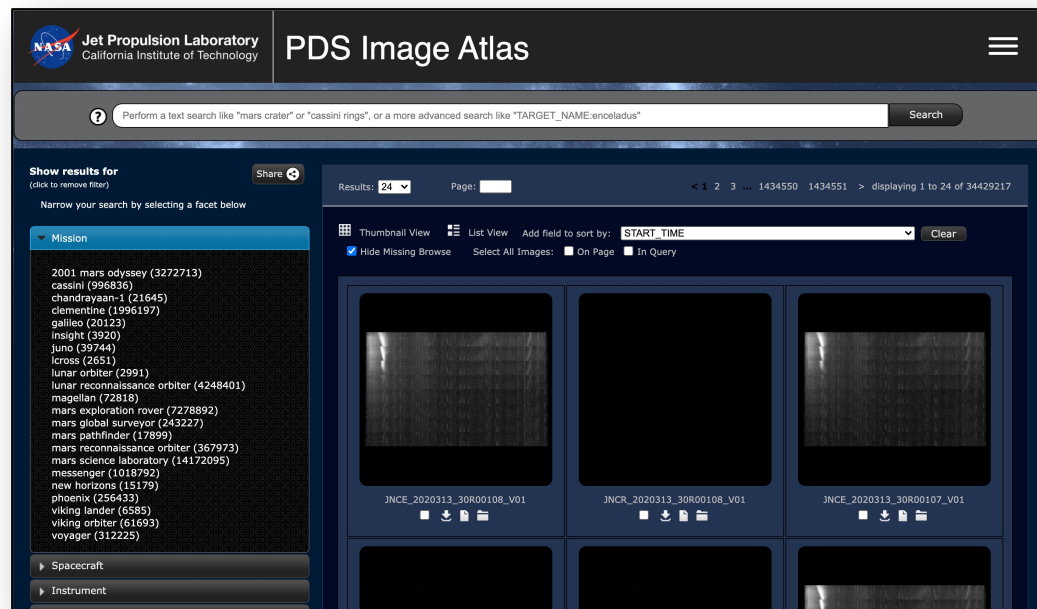 NASA
Jet Propulsion Laboratory
California Institute of Technology
PDS Image Atlas
? Perform a text search like "mars crater" or "cassini rings", or a more advanced search like "TARGET_NAME:enceladus" Search
Show results for
(click to remove filter)
Share
Narrow your search by selecting a facet below
Mission
2001 mars odyssey (3272713)
cassini (996836)
chandrayaan-1 (21645)
clementine (1996197)
galileo (20123)
insight (3920)
juno (39744)
lcross (2651)
lunar orbiter (2991)
lunar reconnaissance orbiter (4248401)
magellan (72818)
mars exploration rover (7278892)
mars global surveyor (243227)
mars pathfinder (17899)
mars reconnaissance orbiter (367973)
mars science laboratory (14172095)
messenger (1018792)
new horizons (15179)
phoenix (256433)
viking lander (6585)
viking orbiter (61693)
voyager (312225)
Spacecraft
Instrument
Results: 24 Page: < 1 2 3 ... 1434550 1434551 > displaying 1 to 24 of 34429217
Thumbnail View List View Add field to sort by: START_TIME Clear
Hide Missing Browse Select All Images: On Page In Query
JNCE_2020313_30R00108_V01 JNCR_2020313_30R00108_V01 JNCE_2020313_30R00107_V01